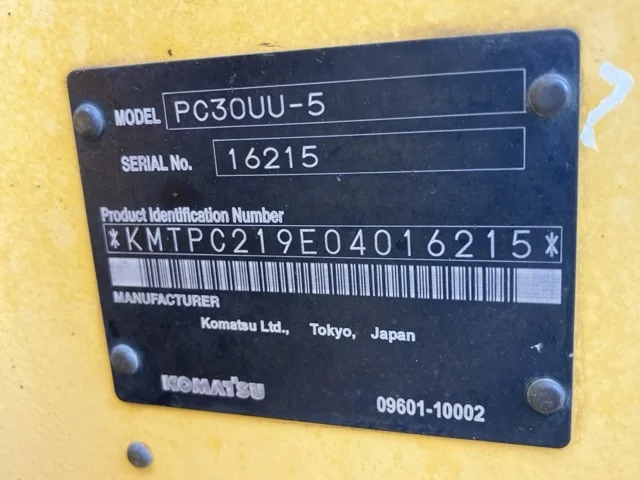 MODEL PC30UU-5
SERIAL No. 16215
Product Identification Number
*KMTPC219E04016215*
MANUFACTURER
Komatsu Ltd., Tokyo, Japan
KOMATSU
09601-10002